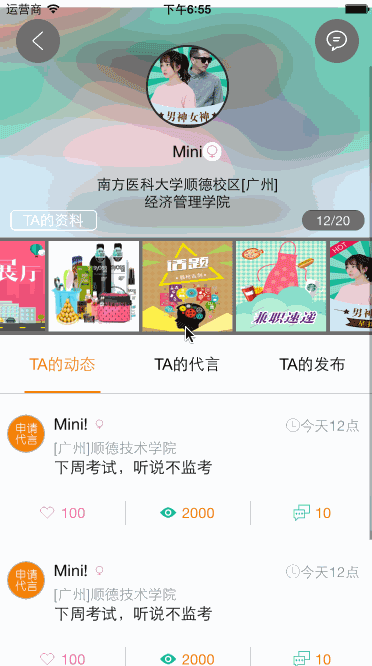 运营商 下午6:55
男神女神
Mini
南方医科大学顺德校区[广州]
经济管理学院
TA的资料 12/20
展厅 话题 兼职速递 HOT 男神
TA的动态 TA的代言 TA的发布
申请代言 Mini! 今天12点
[广州]顺德技术学院
下周考试，听说不监考
100 2000 10
申请代言 Mini! 今天12点
[广州]顺德技术学院
下周考试，听说不监考
100 2000 10